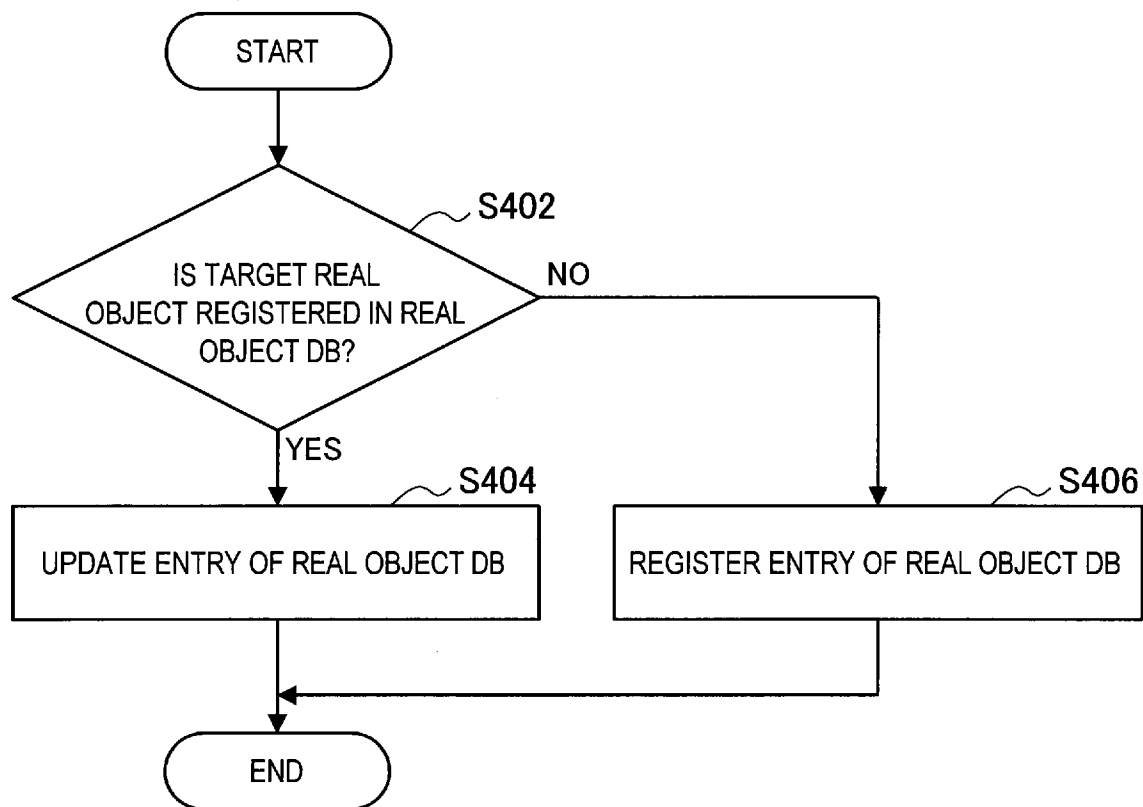 START
S402
IS TARGET REAL
OBJECT REGISTERED IN REAL
OBJECT DB?
NO
YES
S404
UPDATE ENTRY OF REAL OBJECT DB
S406
REGISTER ENTRY OF REAL OBJECT DB
END